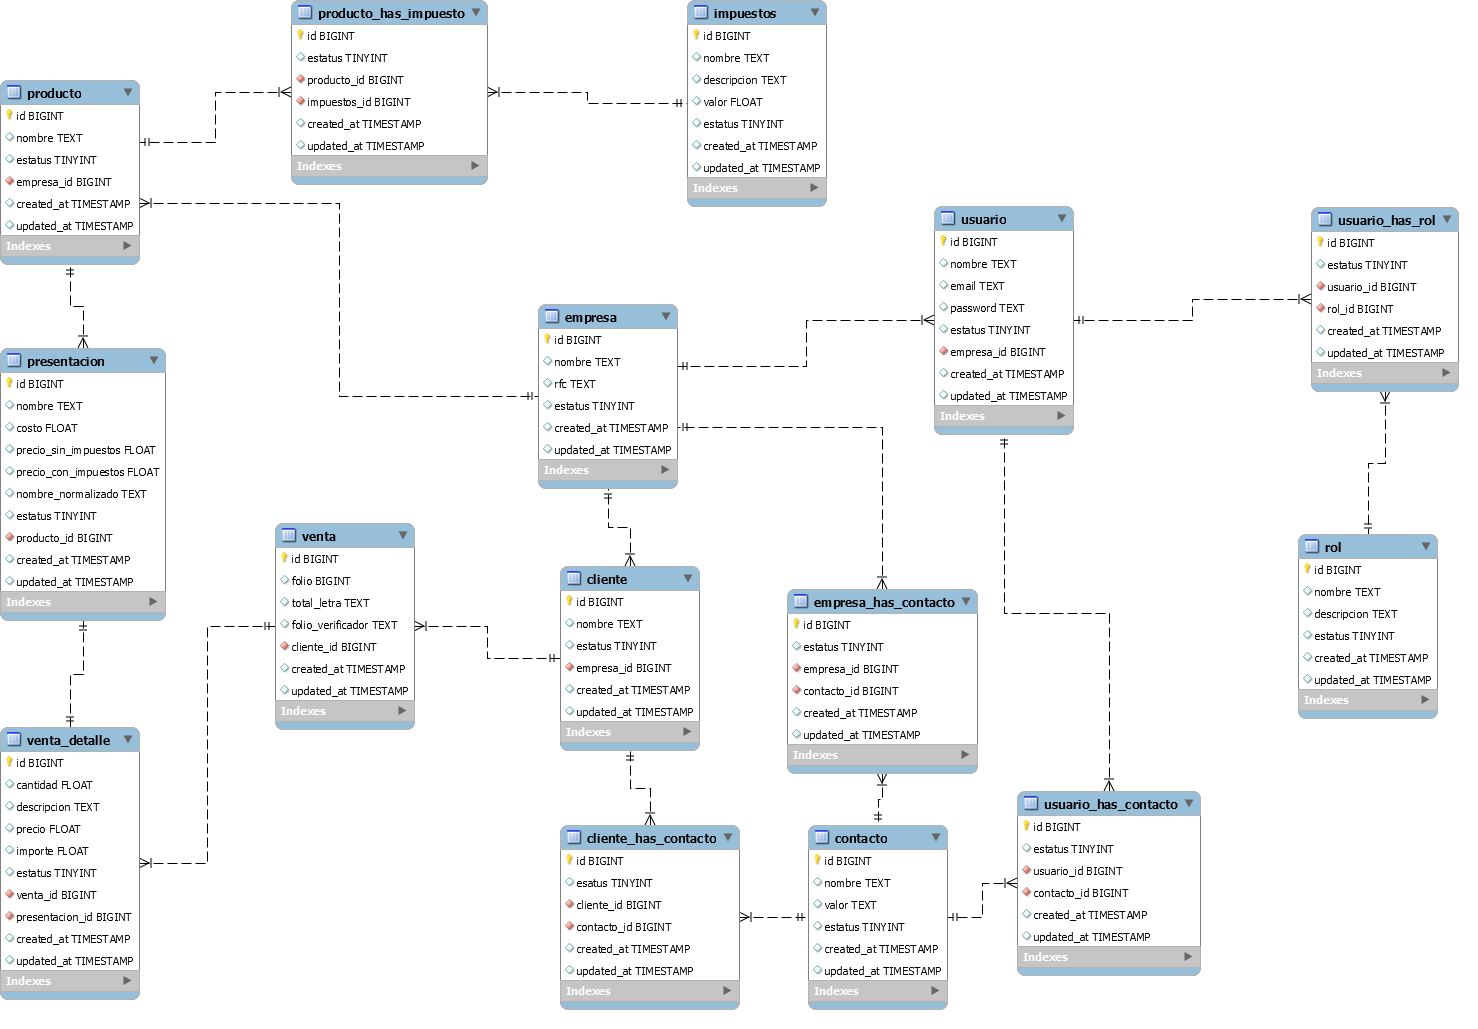 producto_has_impuesto
id BIGINT
estatus TINYINT
producto_id BIGINT
impuestos_id BIGINT
created_at TIMESTAMP
updated_at TIMESTAMP
Indexes
impuestos
id BIGINT
nombre TEXT
descripcion TEXT
valor FLOAT
estatus TINYINT
created_at TIMESTAMP
updated_at TIMESTAMP
Indexes
producto
id BIGINT
nombre TEXT
estatus TINYINT
empresa_id BIGINT
created_at TIMESTAMP
updated_at TIMESTAMP
Indexes
usuario
id BIGINT
nombre TEXT
email TEXT
password TEXT
estatus TINYINT
empresa_id BIGINT
created_at TIMESTAMP
updated_at TIMESTAMP
Indexes
usuario_has_rol
id BIGINT
estatus TINYINT
usuario_id BIGINT
rol_id BIGINT
created_at TIMESTAMP
updated_at TIMESTAMP
Indexes
empresa
id BIGINT
nombre TEXT
rfc TEXT
estatus TINYINT
created_at TIMESTAMP
updated_at TIMESTAMP
Indexes
presentacion
id BIGINT
nombre TEXT
costo FLOAT
precio_sin_impuestos FLOAT
precio_con_impuestos FLOAT
nombre_normalizado TEXT
estatus TINYINT
producto_id BIGINT
created_at TIMESTAMP
updated_at TIMESTAMP
Indexes
venta
id BIGINT
folio BIGINT
total_letra TEXT
folio_verificador TEXT
cliente_id BIGINT
created_at TIMESTAMP
updated_at TIMESTAMP
Indexes
cliente
id BIGINT
nombre TEXT
estatus TINYINT
empresa_id BIGINT
created_at TIMESTAMP
updated_at TIMESTAMP
Indexes
empresa_has_contacto
id BIGINT
estatus TINYINT
empresa_id BIGINT
contacto_id BIGINT
created_at TIMESTAMP
updated_at TIMESTAMP
Indexes
rol
id BIGINT
nombre TEXT
descripcion TEXT
estatus TINYINT
created_at TIMESTAMP
updated_at TIMESTAMP
Indexes
venta_detalle
id BIGINT
cantidad FLOAT
descripcion TEXT
precio FLOAT
importe FLOAT
estatus TINYINT
venta_id BIGINT
presentacion_id BIGINT
created_at TIMESTAMP
updated_at TIMESTAMP
Indexes
cliente_has_contacto
id BIGINT
esatus TINYINT
cliente_id BIGINT
contacto_id BIGINT
created_at TIMESTAMP
updated_at TIMESTAMP
Indexes
contacto
id BIGINT
nombre TEXT
valor TEXT
estatus TINYINT
created_at TIMESTAMP
updated_at TIMESTAMP
Indexes
usuario_has_contacto
id BIGINT
estatus TINYINT
usuario_id BIGINT
contacto_id BIGINT
created_at TIMESTAMP
updated_at TIMESTAMP
Indexes